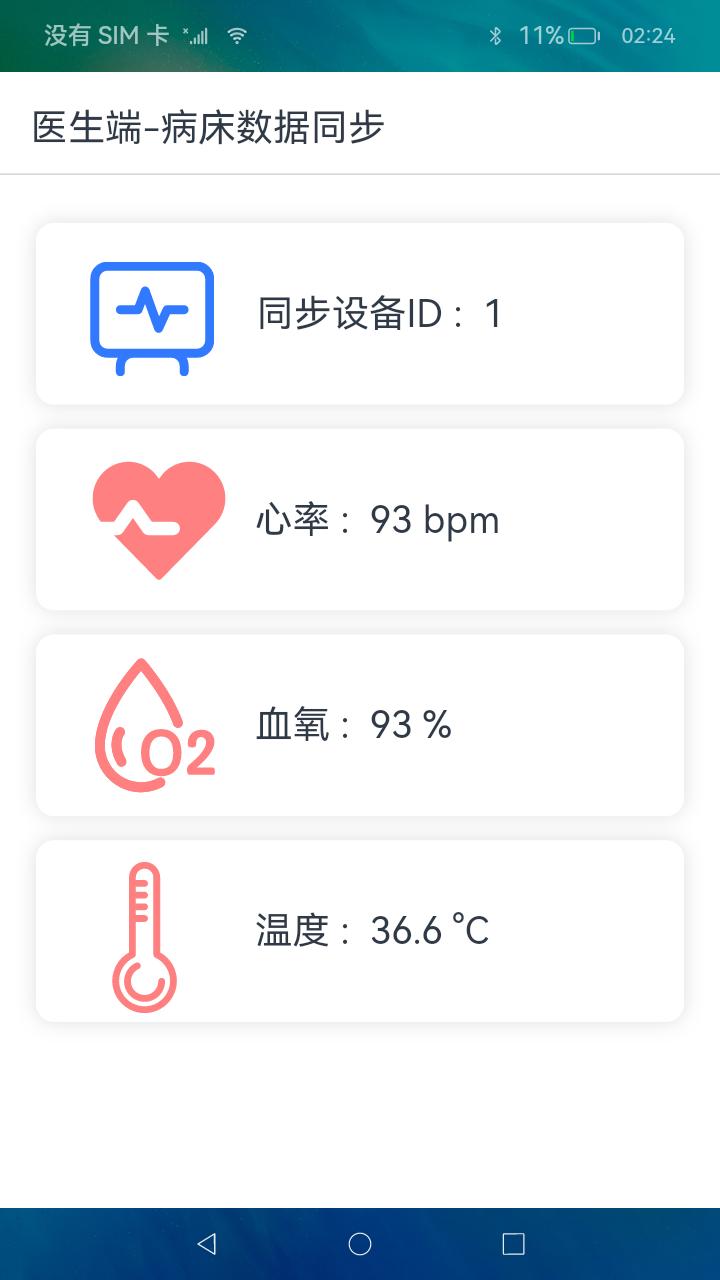 没有 SIM 卡 11% 02:24
医生端-病床数据同步
同步设备ID： 1
心率： 93 bpm
O2
血氧： 93 %
温度： 36.6 ℃